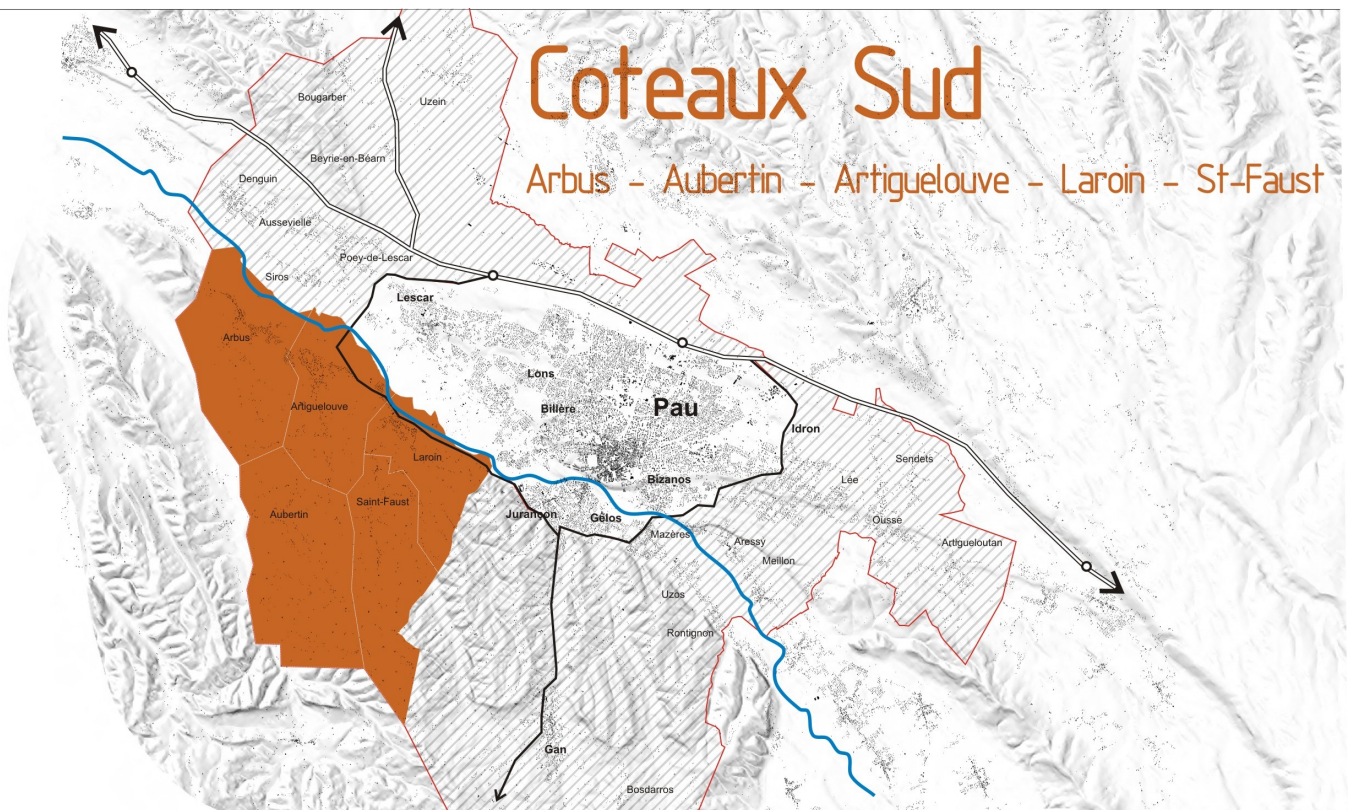 Coteaux Sud
Arbus - Aubertin - Artiguelouve - Laroin - St-Faust
Bougarber
Uzein
Beyrie-en-Béarn
Denguin
Aussevielle
Poey-de-Lescar
Siros
Lescar
Arbus
Lons
Artiguelouve
Billère
Pau
Idron
Laroin
Sendets
Lée
Bizanos
Saint-Faust
Aubertin
Jurançon
Gelos
Ousse
Mazères
Aressy
Artigueloutan
Meillon
Uzos
Rontignon
Gan
Bosdarros